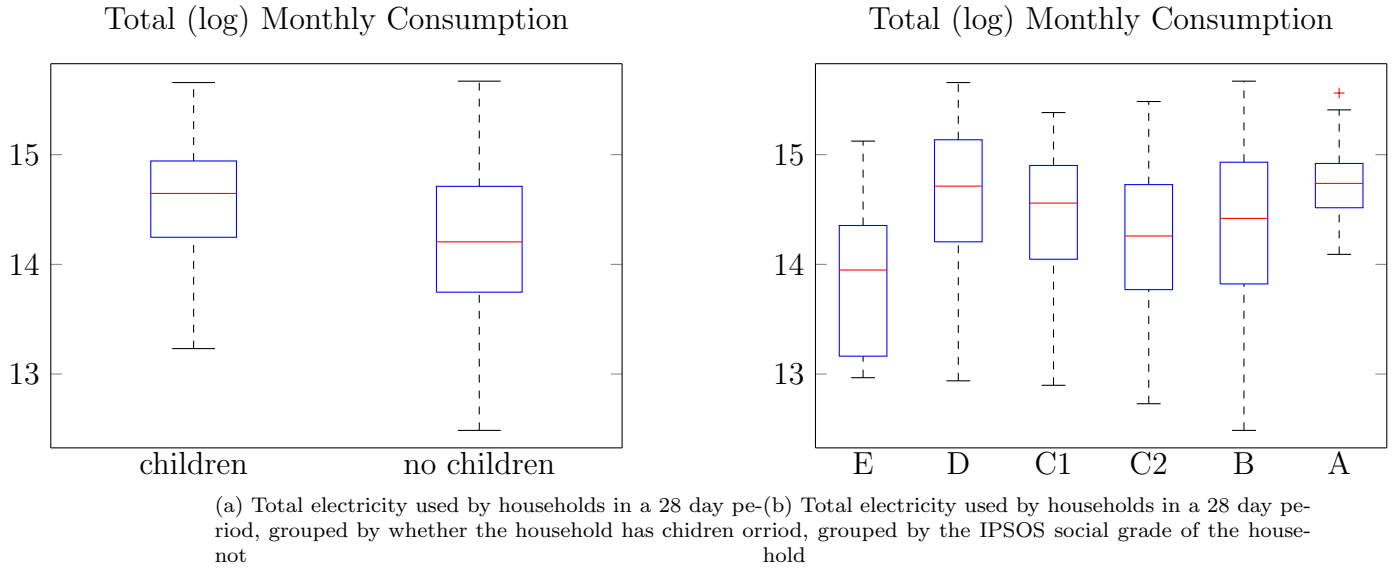 Total (log) Monthly Consumption
15
14
13
children no children
(a) Total electricity used by households in a 28 day pe-
riod, grouped by whether the household has chidren or
not
Total (log) Monthly Consumption
15
14
13
E D C1 C2 B A
(b) Total electricity used by households in a 28 day pe-
riod, grouped by the IPSOS social grade of the house-
hold